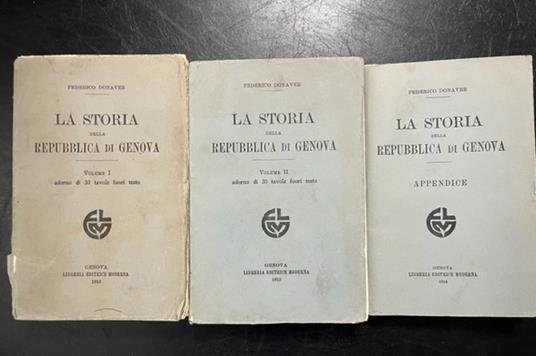 FEDERICO DONAVER
LA STORIA
DELLA
REPUBBLICA DI GENOVA
VOLUME I
adorno di 30 tavole fuori testo
GENOVA
LIBRERIA EDITRICE MODERNA
1913
FEDERICO DONAVER
LA STORIA
DELLA
REPUBBLICA DI GENOVA
VOLUME II
adorno di 30 tavole fuori testo
GENOVA
LIBRERIA EDITRICE MODERNA
1913
FEDERICO DONAVER
LA STORIA
DELLA
REPUBBLICA DI GENOVA
APPENDICE
GENOVA
LIBRERIA EDITRICE MODERNA
1914